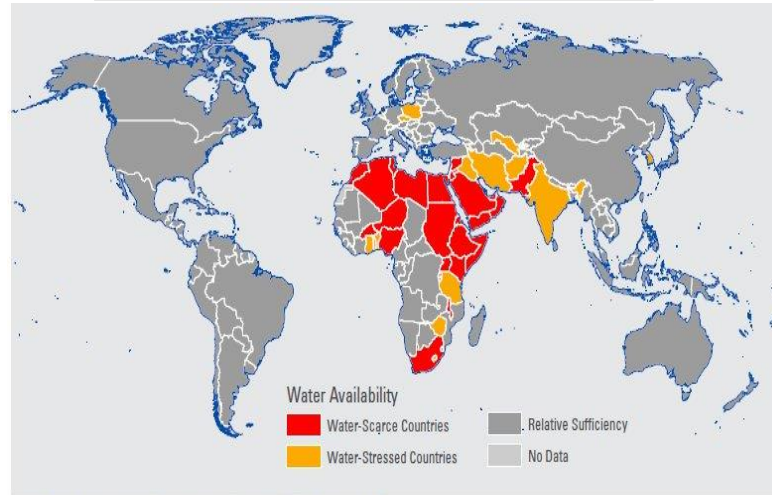 Water Availability
Water-Scarce Countries
Relative Sufficiency
Water-Stressed Countries
No Data